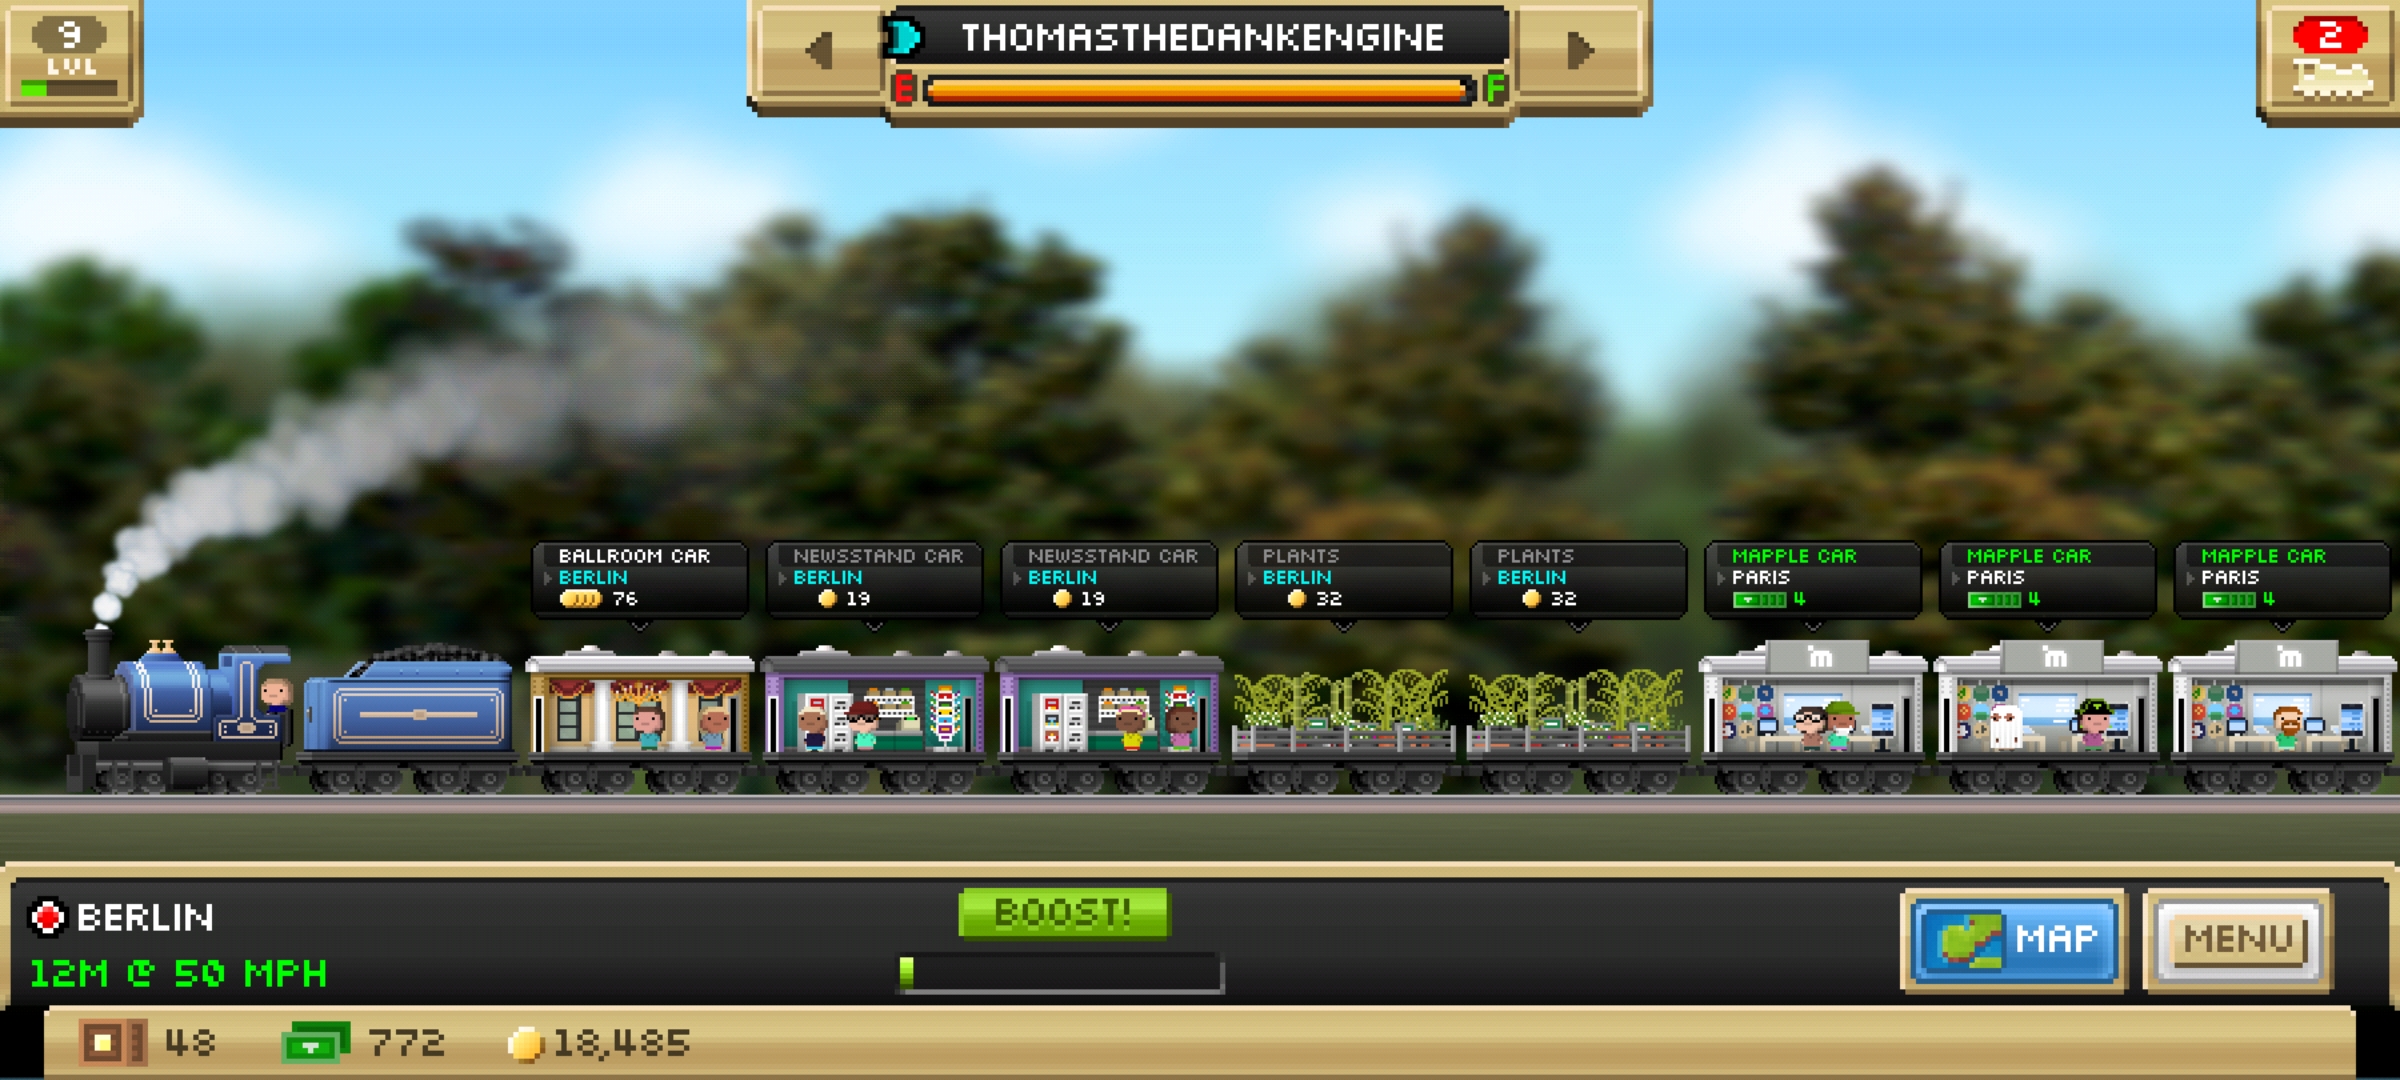 9
LVL
THOMASTHEDANKENGINE
E F
2
BALLROOM CAR
BERLIN
76
NEWSSTAND CAR
BERLIN
19
NEWSSTAND CAR
BERLIN
19
PLANTS
BERLIN
32
PLANTS
BERLIN
32
MAPPLE CAR
PARIS
4
MAPPLE CAR
PARIS
4
MAPPLE CAR
PARIS
4
m
m
m
BERLIN
12M @ 50 MPH
BOOST!
MAP
MENU
48
772
18,485